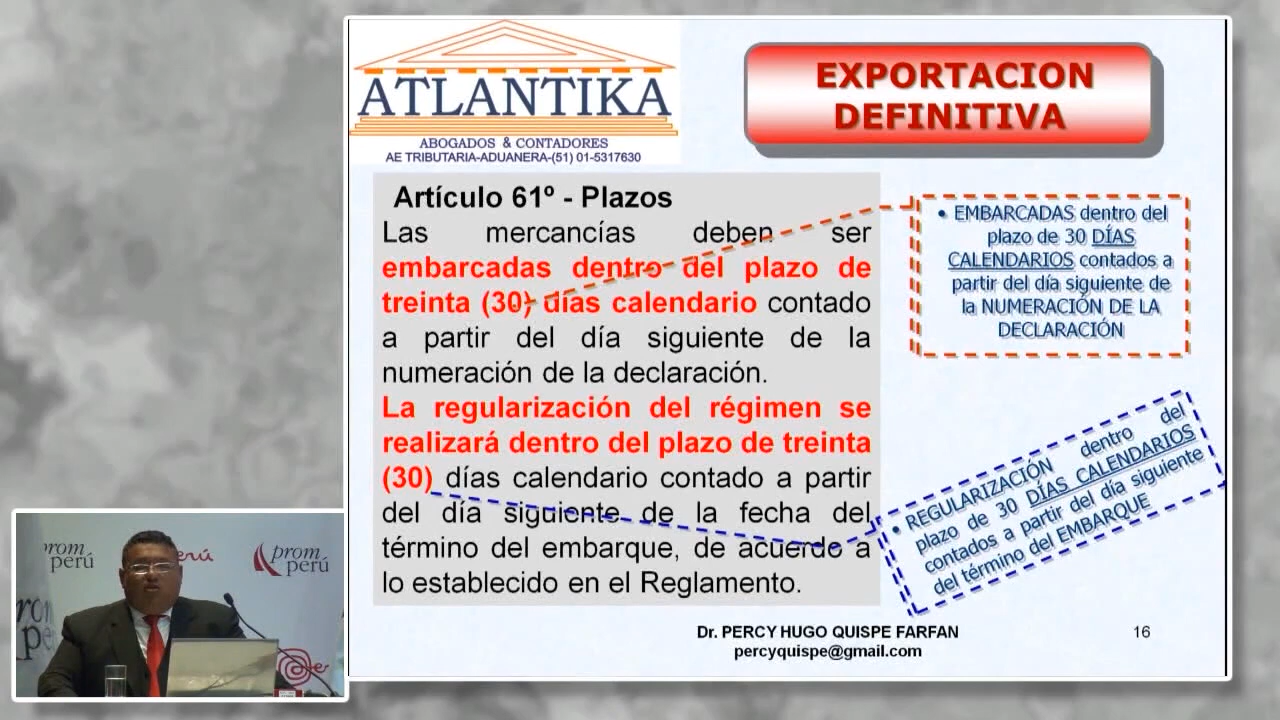 ATLANTIKA
ABOGADOS & CONTADORES
AE TRIBUTARIA-ADUANERA-(51) 01-5317630
EXPORTACION
DEFINITIVA
Artículo 61º - Plazos
Las mercancías deben ser
embarcadas dentro del plazo de
treinta (30) días calendario contado
a partir del día siguiente de la
numeración de la declaración.
La regularización del régimen se
realizará dentro del plazo de treinta
(30) días calendario contado a partir
del día siguiente de la fecha del
término del embarque, de acuerdo a
lo establecido en el Reglamento.
• EMBARCADAS dentro del
plazo de 30 DÍAS
CALENDARIOS contados a
partir del día siguiente de
la NUMERACIÓN DE LA
DECLARACIÓN
• REGULARIZACIÓN dentro del
plazo de 30 DÍAS CALENDARIOS
contados a partir del día siguiente
del término del EMBARQUE
Dr. PERCY HUGO QUISPE FARFAN
percyquispe@gmail.com
16
prom
perú
prom
perú